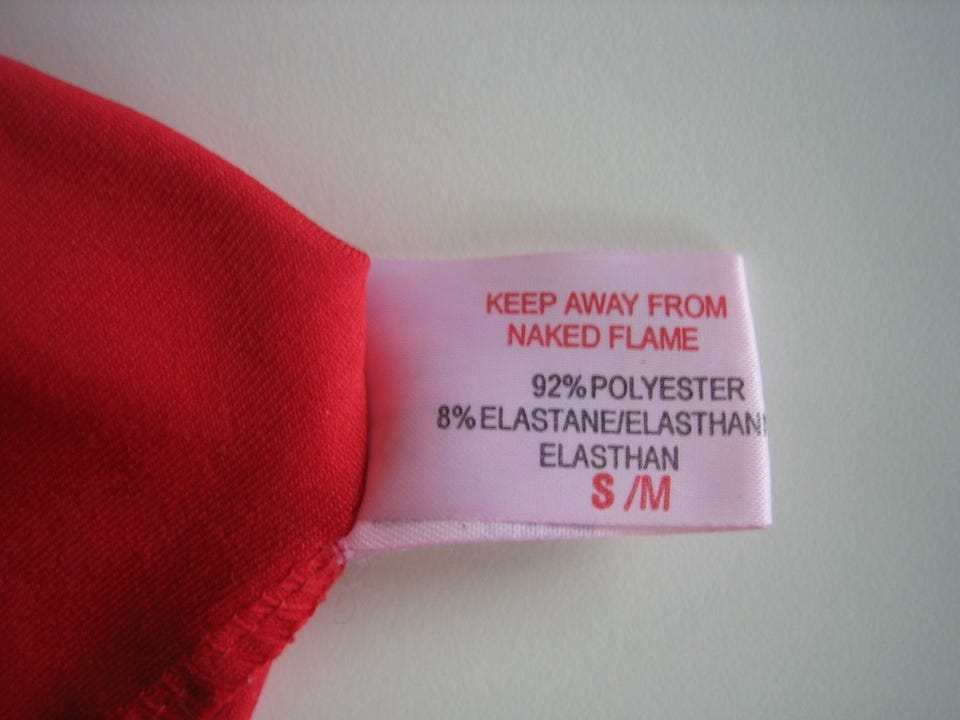 KEEP AWAY FROM
NAKED FLAME
92% POLYESTER
8% ELASTANE/ELASTHAN
ELASTHAN
S /M